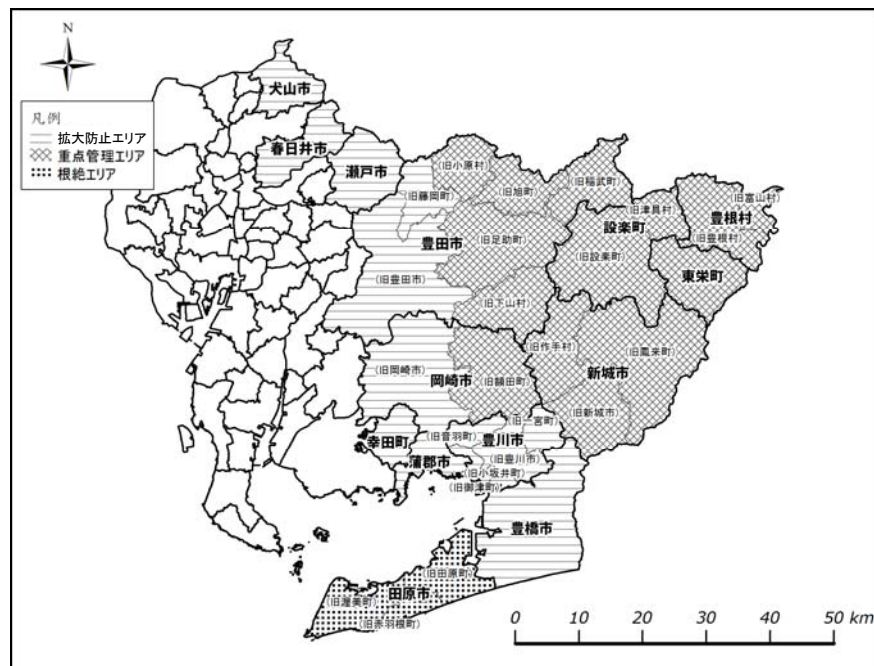 N
犬山市
凡例
拡大防止エリア
重点管理エリア
根絶エリア
春日井市
瀬戸市
(旧小原村)
(旧旭町)
(旧稲武町)
(旧藤岡町)
(旧津具村)
(旧富山村)
豊根村
設楽町
(旧豊根村)
豊田市
(旧足助町)
(旧設楽町)
東栄町
(旧豊田市)
(旧下山村)
(旧作手村)
(旧鳳来町)
(旧岡崎市)
岡崎市
(旧額田町)
新城市
(旧新城市)
(旧一宮町)
幸田町
(旧音羽町)
豊川市
蒲郡市
(旧豊川市)
(旧小坂井町)
(旧御津町)
豊橋市
(旧田原町)
田原市
(旧渥美町)
(旧赤羽根町)
0 10 20 30 40 50 km